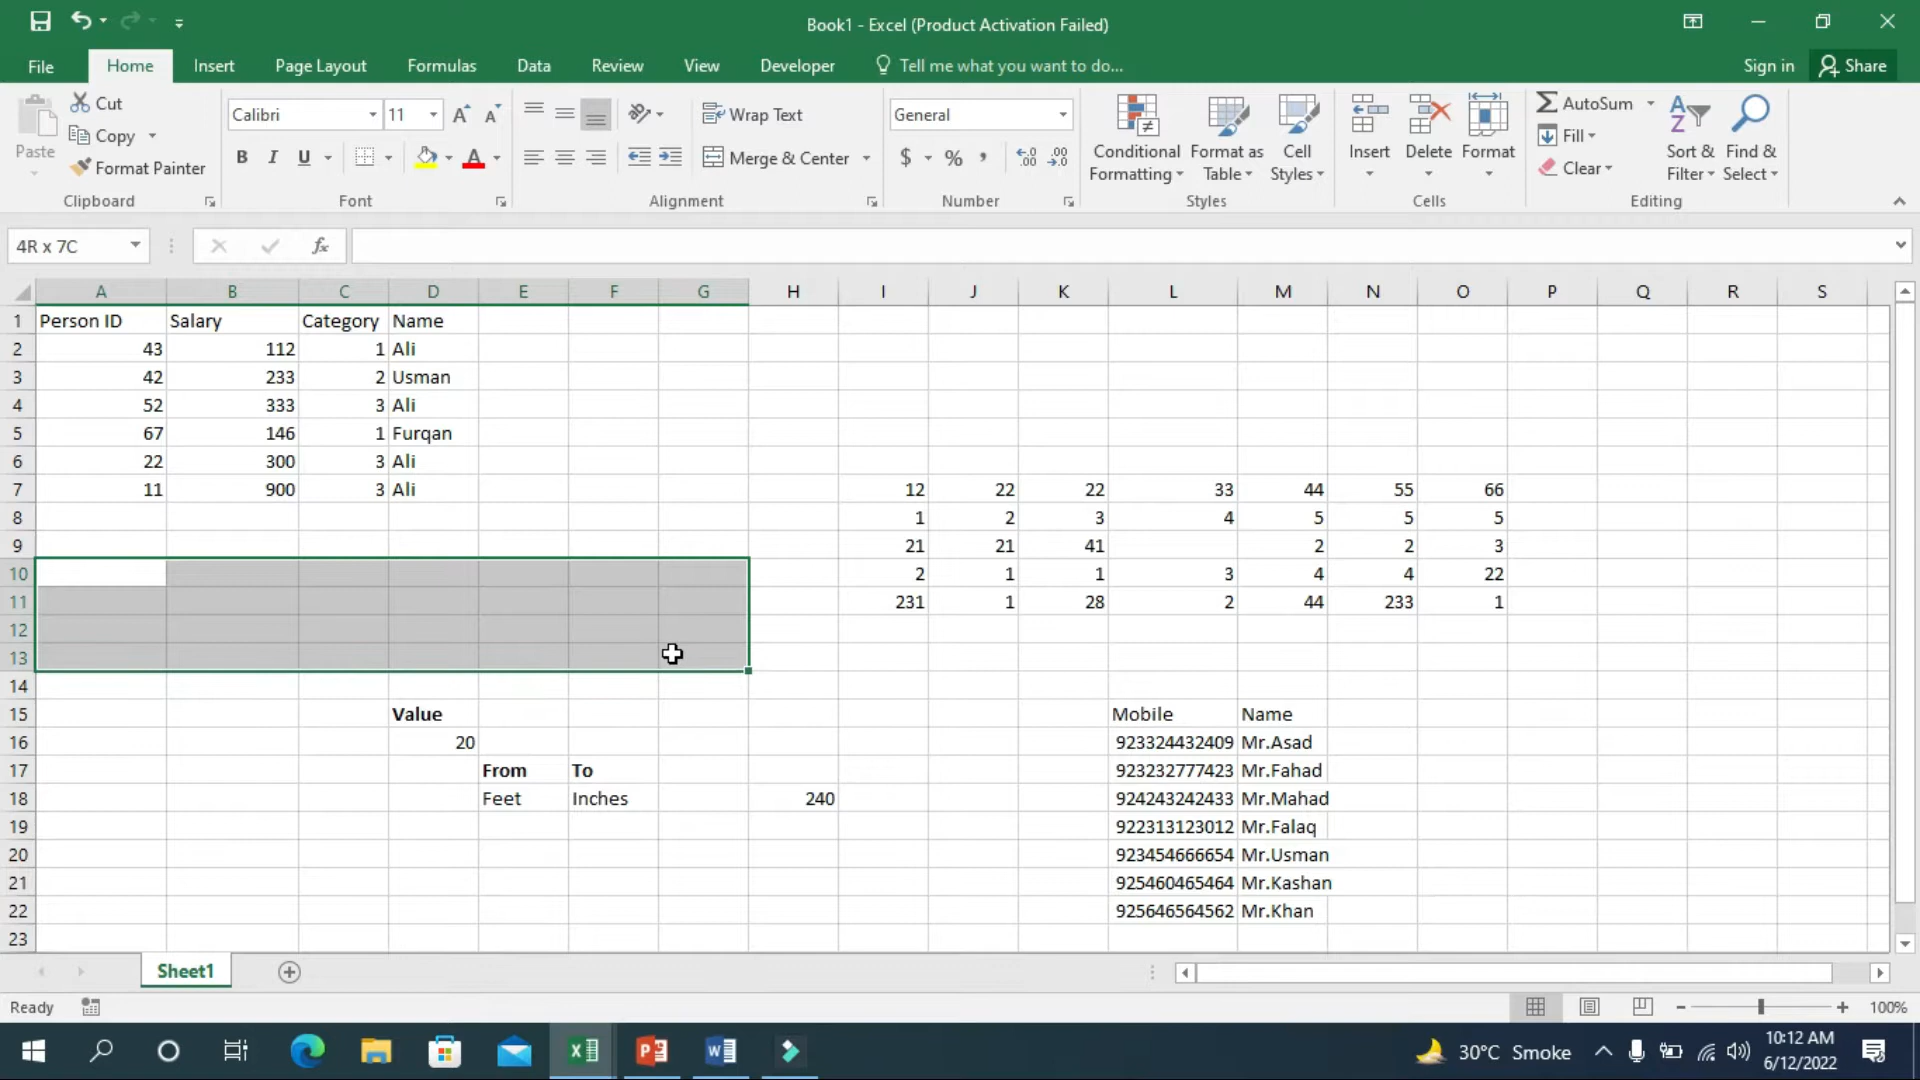 Book1 - Excel (Product Activation Failed)
File Home Insert Page Layout Formulas Data Review View Developer Tell me what you want to do... Sign in Share
Paste Cut Copy Format Painter
Clipboard
Calibri 11 A A
B I U A
Font
Wrap Text
Merge & Center
Alignment
General
$ % , .00 .00
Number
Conditional Formatting
Format as Table
Cell Styles
Styles
Insert Delete Format
Cells
AutoSum
Fill
Clear
Sort & Filter
Find & Select
Editing
4R x 7C fx
A B C D E F G H I J K L M N O P Q R S
1 Person ID Salary Category Name
2 43 112 1 Ali
3 42 233 2 Usman
4 52 333 3 Ali
5 67 146 1 Furqan
6 22 300 3 Ali
7 11 900 3 Ali 12 22 22 33 44 55 66
8 1 2 3 4 5 5 5
9 21 21 41 2 2 3
10 2 1 1 3 4 4 22
11 231 1 28 2 44 233 1
12
13
14
15 Value Mobile Name
16 20 923324432409 Mr.Asad
17 From To 923232777423 Mr.Fahad
18 Feet Inches 240 924243242433 Mr.Mahad
19 922313123012 Mr.Falaq
20 923454666654 Mr.Usman
21 925460465464 Mr.Kashan
22 925646564562 Mr.Khan
23
Sheet1
Ready 100%
30°C Smoke 10:12 AM
6/12/2022